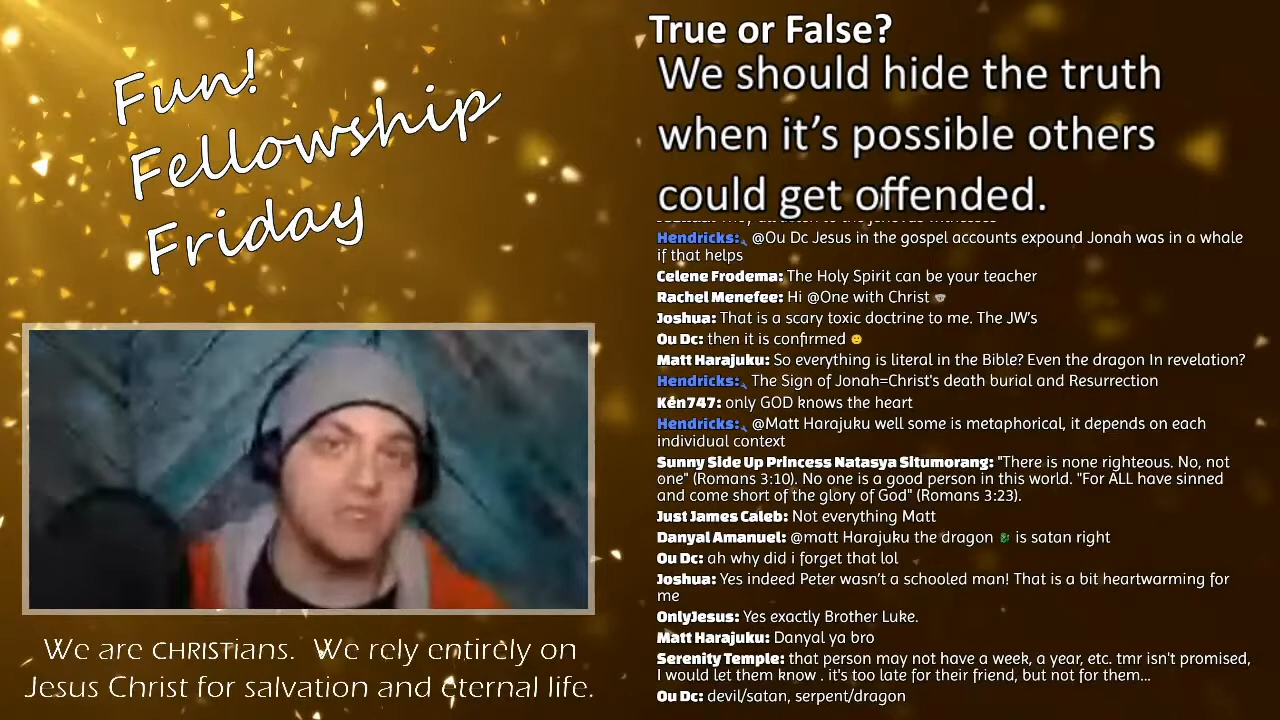 Fun!
Fellowship
Friday
We are CHRISTians. We rely entirely on
Jesus Christ for salvation and eternal life.
True or False?
We should hide the truth
when it’s possible others
could get offended.
Hendricks: @Ou Dc Jesus in the gospel accounts expound Jonah was in a whale
if that helps
Celene Frodema: The Holy Spirit can be your teacher
Rachel Menefee: Hi @One with Christ
Joshua: That is a scary toxic doctrine to me. The JW’s
Ou Dc: then it is confirmed 🙂
Matt Harajuku: So everything is literal in the Bible? Even the dragon In revelation?
Hendricks: The Sign of Jonah=Christ's death burial and Resurrection
Kén747: only GOD knows the heart
Hendricks: @Matt Harajuku well some is metaphorical, it depends on each
individual context
Sunny Side Up Princess Natasya Situmorang: "There is none righteous. No, not
one" (Romans 3:10). No one is a good person in this world. "For ALL have sinned
and come short of the glory of God" (Romans 3:23).
Just James Caleb: Not everything Matt
Danyal Amanuel: @matt Harajuku the dragon 🐉 is satan right
Ou Dc: ah why did i forget that lol
Joshua: Yes indeed Peter wasn’t a schooled man! That is a bit heartwarming for
me
OnlyJesus: Yes exactly Brother Luke.
Matt Harajuku: Danyal ya bro
Serenity Temple: that person may not have a week, a year, etc. tmr isn't promised,
I would let them know . it's too late for their friend, but not for them...
Ou Dc: devil/satan, serpent/dragon